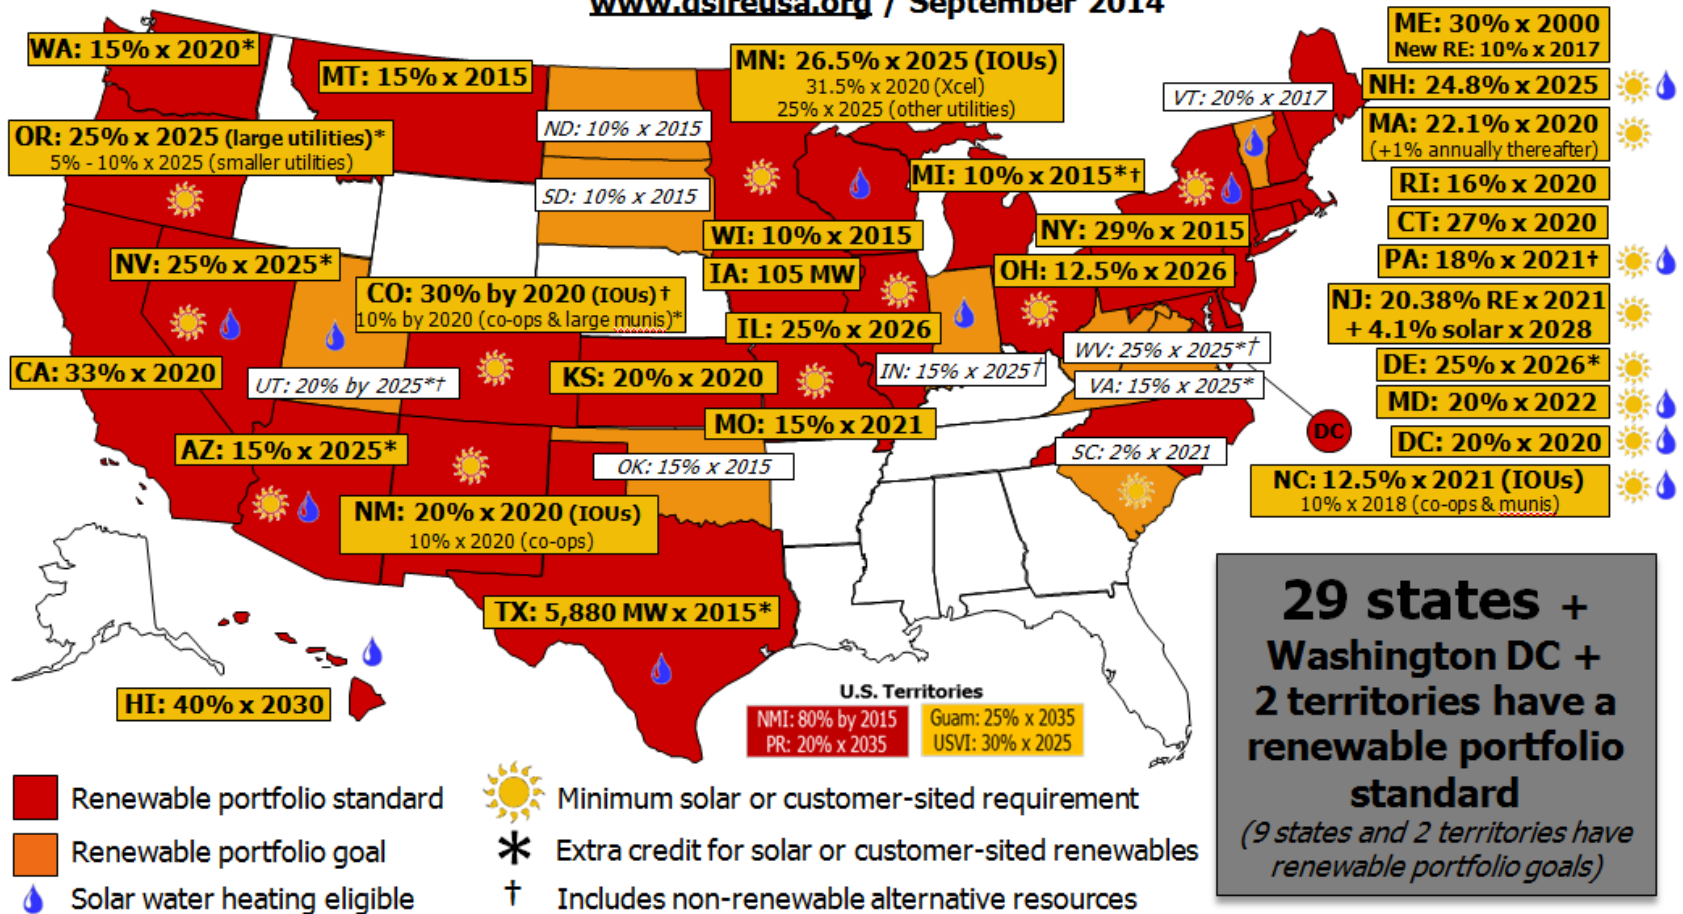 www.dsireusa.org / September 2014
WA: 15% x 2020*
MT: 15% x 2015
MN: 26.5% x 2025 (IOUs)
31.5% x 2020 (Xcel)
25% x 2025 (other utilities)
ME: 30% x 2000
New RE: 10% x 2017
VT: 20% x 2017
NH: 24.8% x 2025
OR: 25% x 2025 (large utilities)*
5% - 10% x 2025 (smaller utilities)
ND: 10% x 2015
MA: 22.1% x 2020
(+1% annually thereafter)
SD: 10% x 2015
MI: 10% x 2015*†
RI: 16% x 2020
WI: 10% x 2015
NY: 29% x 2015
CT: 27% x 2020
NV: 25% x 2025*
IA: 105 MW
OH: 12.5% x 2026
PA: 18% x 2021†
CO: 30% by 2020 (IOUs)†
10% by 2020 (co-ops & large munis)*
NJ: 20.38% RE x 2021
+ 4.1% solar x 2028
IL: 25% x 2026
WV: 25% x 2025*†
CA: 33% x 2020
UT: 20% by 2025*†
KS: 20% x 2020
IN: 15% x 2025†
VA: 15% x 2025*
DE: 25% x 2026*
MD: 20% x 2022
MO: 15% x 2021
DC
DC: 20% x 2020
AZ: 15% x 2025*
OK: 15% x 2015
SC: 2% x 2021
NC: 12.5% x 2021 (IOUs)
10% x 2018 (co-ops & munis)
NM: 20% x 2020 (IOUs)
10% x 2020 (co-ops)
TX: 5,880 MW x 2015*
HI: 40% x 2030
U.S. Territories
NMI: 80% by 2015
PR: 20% x 2035
Guam: 25% x 2035
USVI: 30% x 2025
29 states +
Washington DC +
2 territories have a
renewable portfolio
standard
(9 states and 2 territories have
renewable portfolio goals)
Renewable portfolio standard
Minimum solar or customer-sited requirement
Renewable portfolio goal
* Extra credit for solar or customer-sited renewables
Solar water heating eligible
† Includes non-renewable alternative resources